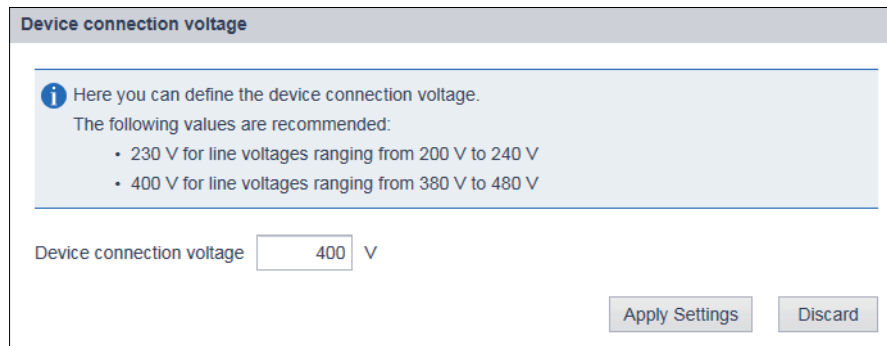 Device connection voltage
Here you can define the device connection voltage.
The following values are recommended:
• 230 V for line voltages ranging from 200 V to 240 V
• 400 V for line voltages ranging from 380 V to 480 V
Device connection voltage 400 V
Apply Settings Discard